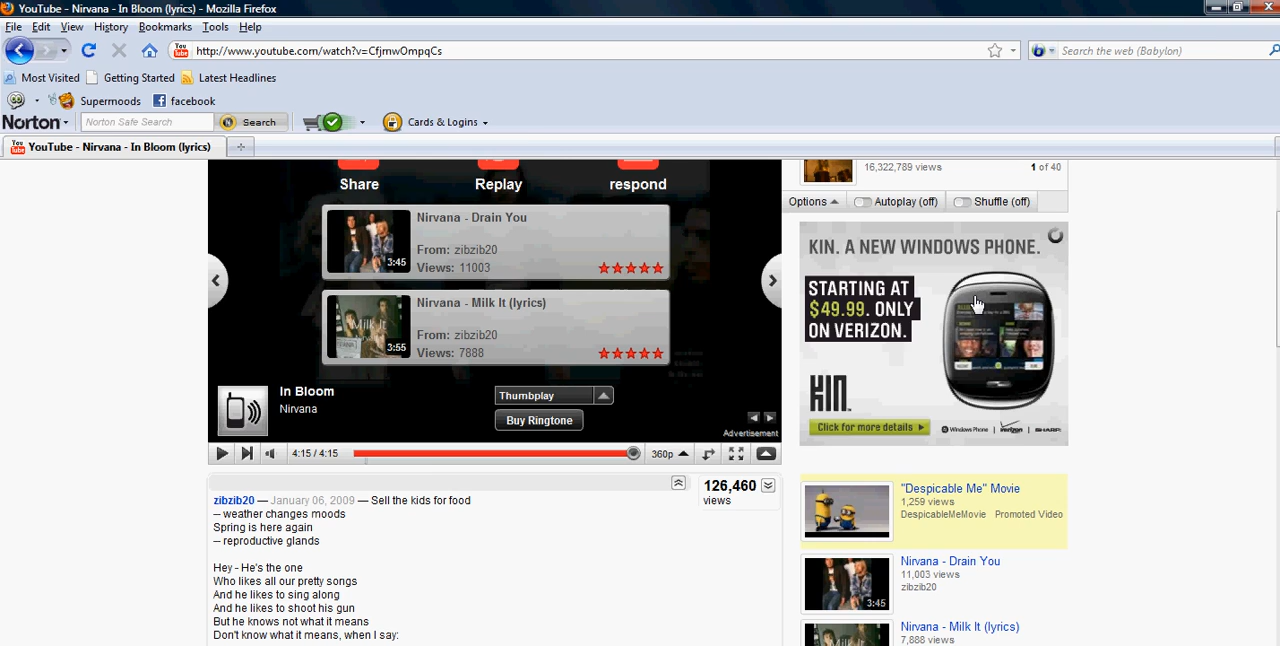 YouTube - Nirvana - In Bloom (lyrics) - Mozilla Firefox
File Edit View History Bookmarks Tools Help
http://www.youtube.com/watch?v=CfjmwOmpqCs
Search the web (Babylon)
Most Visited Getting Started Latest Headlines
Supermoods facebook
Norton Norton Safe Search Search Cards & Logins
YouTube - Nirvana - In Bloom (lyrics)
Share Replay respond
Nirvana - Drain You
From: zibzib20
Views: 11003
3:45
Nirvana - Milk It (lyrics)
Milk It
From: zibzib20
Views: 7888
3:55
In Bloom
Nirvana
Thumbplay
Buy Ringtone
Advertisement
4:15 / 4:15 360p
zibzib20 — January 06, 2009 — Sell the kids for food
-- weather changes moods
Spring is here again
-- reproductive glands
Hey - He's the one
Who likes all our pretty songs
And he likes to sing along
And he likes to shoot his gun
But he knows not what it means
Don't know what it means, when I say:
126,460
views
16,322,789 views 1 of 40
Options Autoplay (off) Shuffle (off)
KIN. A NEW WINDOWS PHONE.
STARTING AT
$49.99. ONLY
ON VERIZON.
KIN
Click for more details
Windows Phone verizon SHARP
"Despicable Me" Movie
1,259 views
DespicableMeMovie Promoted Video
Nirvana - Drain You
11,003 views
zibzib20
3:45
Nirvana - Milk It (lyrics)
7,888 views